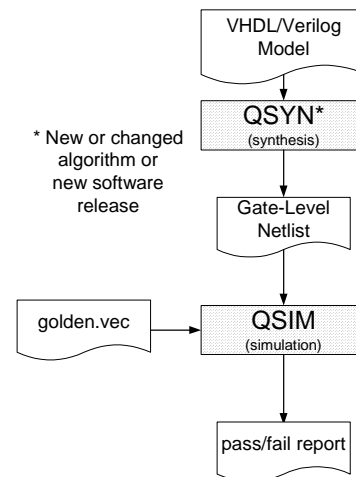 VHDL/Verilog
Model
QSYN*
(synthesis)
* New or changed
algorithm or
new software
release
Gate-Level
Netlist
golden.vec
QSIM
(simulation)
pass/fail report